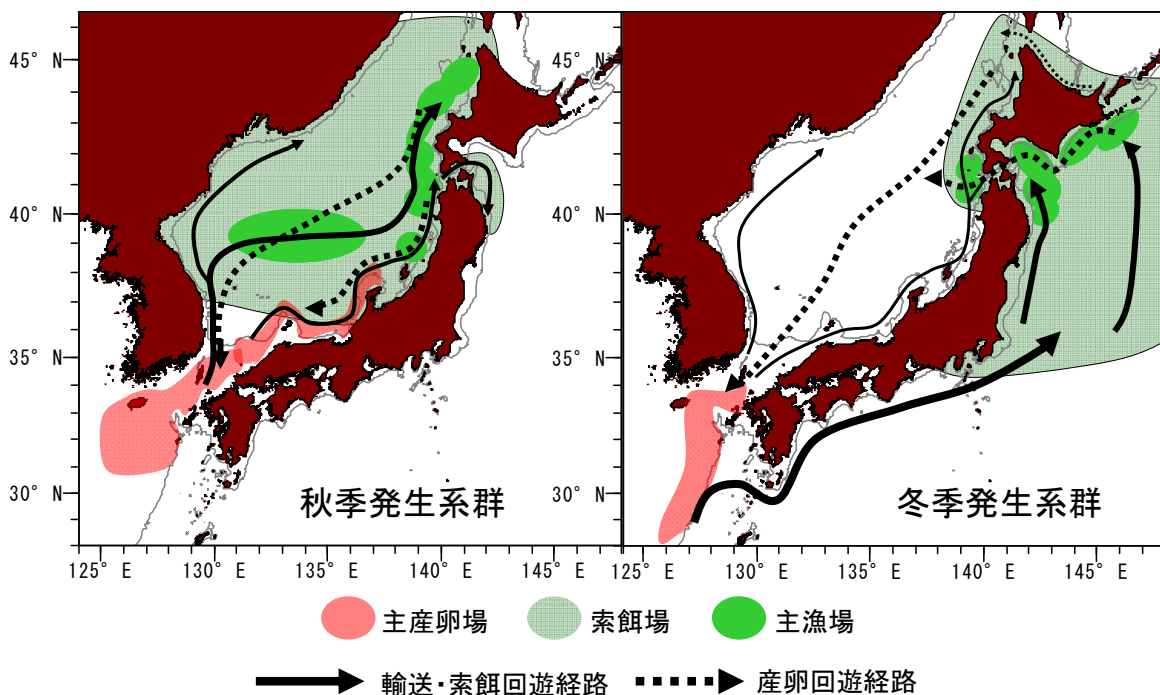 45° N
40° N
35° N
30° N
125° E
130° E
135° E
140° E
145° E
秋季発生系群
45° N
40° N
35° N
30° N
125° E
130° E
135° E
140° E
145° E
冬季発生系群
主産卵場
索餌場
主漁場
輸送・索餌回遊経路
産卵回遊経路